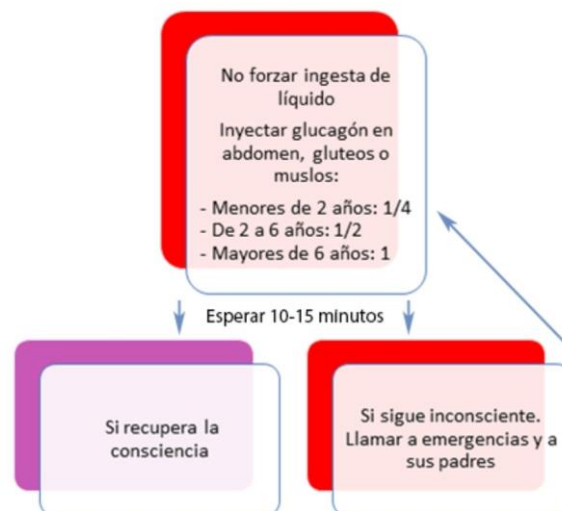 No forzar ingesta de
líquido
Inyectar glucagón en
abdomen, gluteos o
muslos:
- Menores de 2 años: 1/4
- De 2 a 6 años: 1/2
- Mayores de 6 años: 1
Esperar 10-15 minutos
Si recupera la
consciencia
Si sigue inconsciente.
Llamar a emergencias y a
sus padres